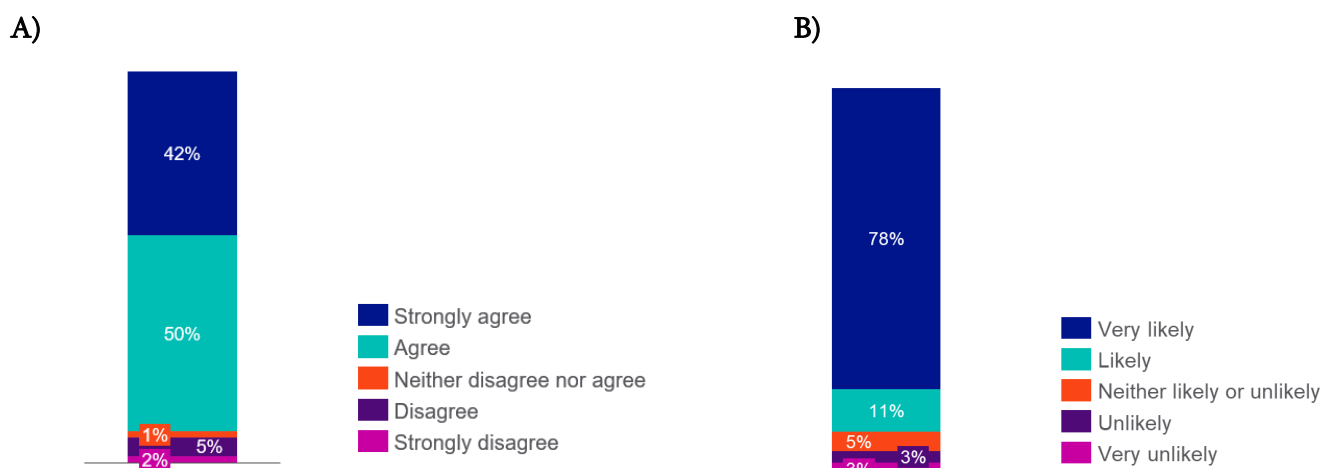 A)
42%
50%
1%
5%
2%
Strongly agree
Agree
Neither disagree nor agree
Disagree
Strongly disagree
B)
78%
11%
5%
3%
Very likely
Likely
Neither likely or unlikely
Unlikely
Very unlikely